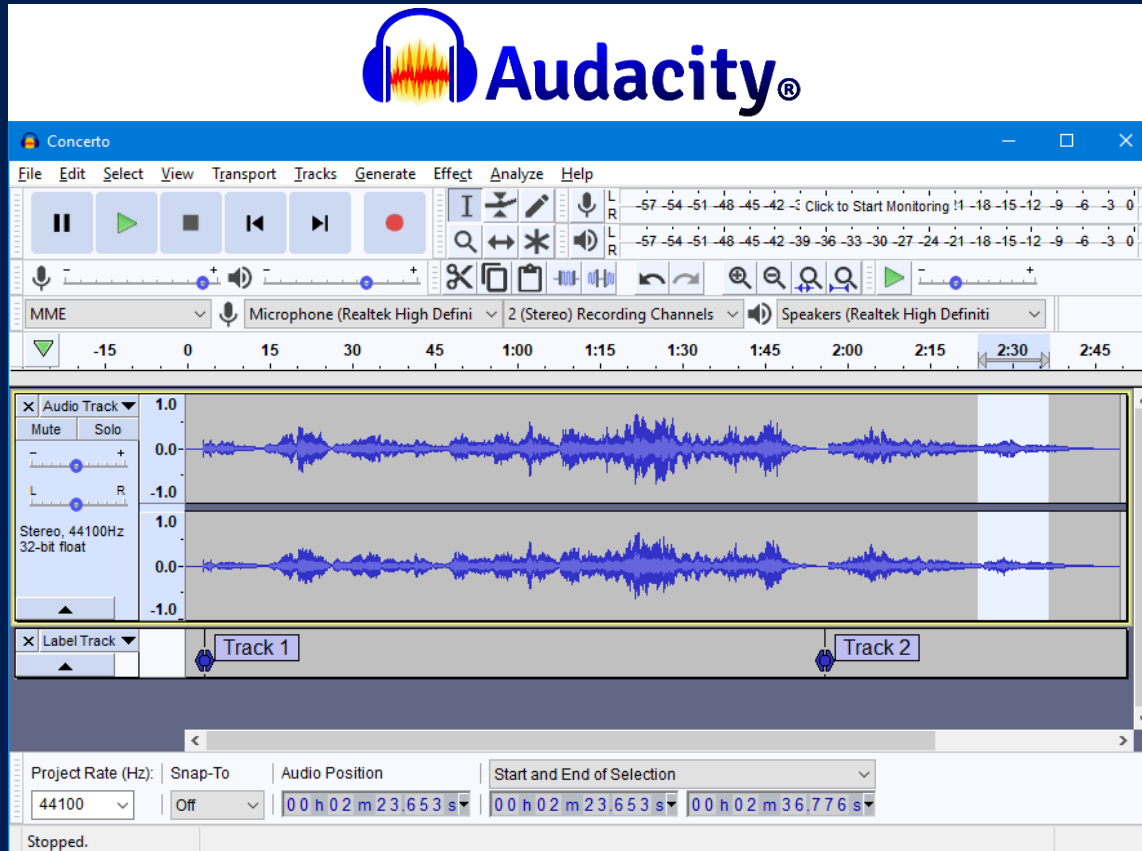 Audacity®
Concerto
File Edit Select View Transport Tracks Generate Effect Analyze Help
L
R
-57 -54 -51 -48 -45 -42 -3 Click to Start Monitoring !1 -18 -15 -12 -9 -6 -3 0
L
R
-57 -54 -51 -48 -45 -42 -39 -36 -33 -30 -27 -24 -21 -18 -15 -12 -9 -6 -3 0
- + - + - +
MME Microphone (Realtek High Defini 2 (Stereo) Recording Channels Speakers (Realtek High Definiti
-15 0 15 30 45 1:00 1:15 1:30 1:45 2:00 2:15 2:30 2:45
Audio Track 1.0
Mute Solo
- + 0.0
L R -1.0
1.0
Stereo, 44100Hz
32-bit float
0.0
-1.0
Label Track
Track 1 Track 2
Project Rate (Hz): Snap-To Audio Position Start and End of Selection
44100 Off 00 h 02 m 23.653 s 00 h 02 m 23.653 s 00 h 02 m 36.776 s
Stopped.